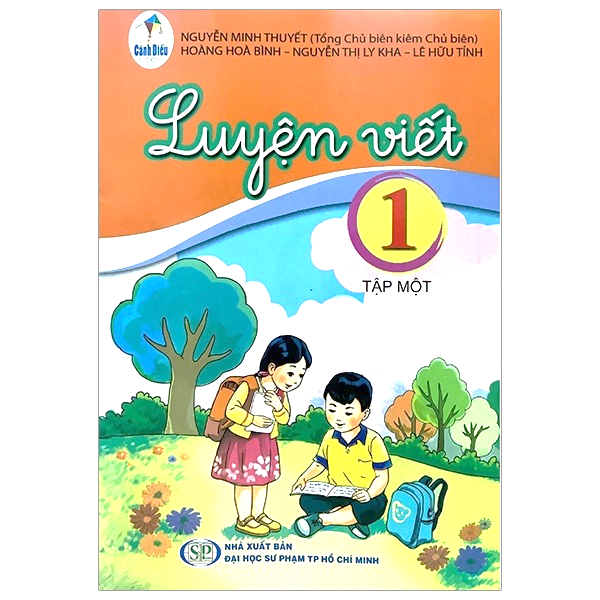 Cánh Diều
NGUYỄN MINH THUYẾT (Tổng Chủ biên kiêm Chủ biên)
HOÀNG HOÀ BÌNH – NGUYỄN THỊ LY KHA – LÊ HỮU TỈNH
Luyện viết
1
TẬP MỘT
SP
NHÀ XUẤT BẢN
ĐẠI HỌC SƯ PHẠM TP HỒ CHÍ MINH